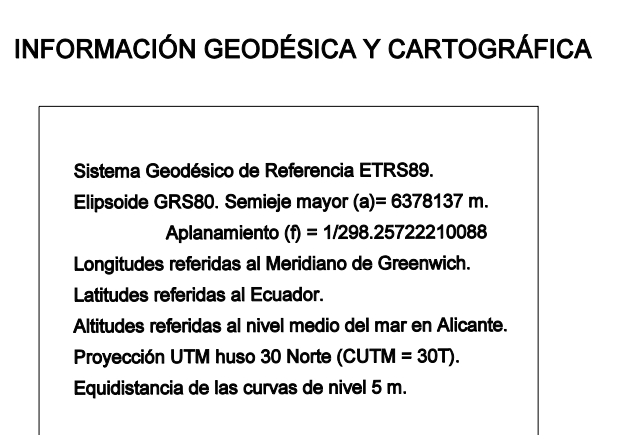 INFORMACIÓN GEODÉSICA Y CARTOGRÁFICA
Sistema Geodésico de Referencia ETRS89.
Elipsoide GRS80. Semieje mayor (a)= 6378137 m.
Aplanamiento (f) = 1/298.25722210088
Longitudes referidas al Meridiano de Greenwich.
Latitudes referidas al Ecuador.
Altitudes referidas al nivel medio del mar en Alicante.
Proyección UTM huso 30 Norte (CUTM = 30T).
Equidistancia de las curvas de nivel 5 m.